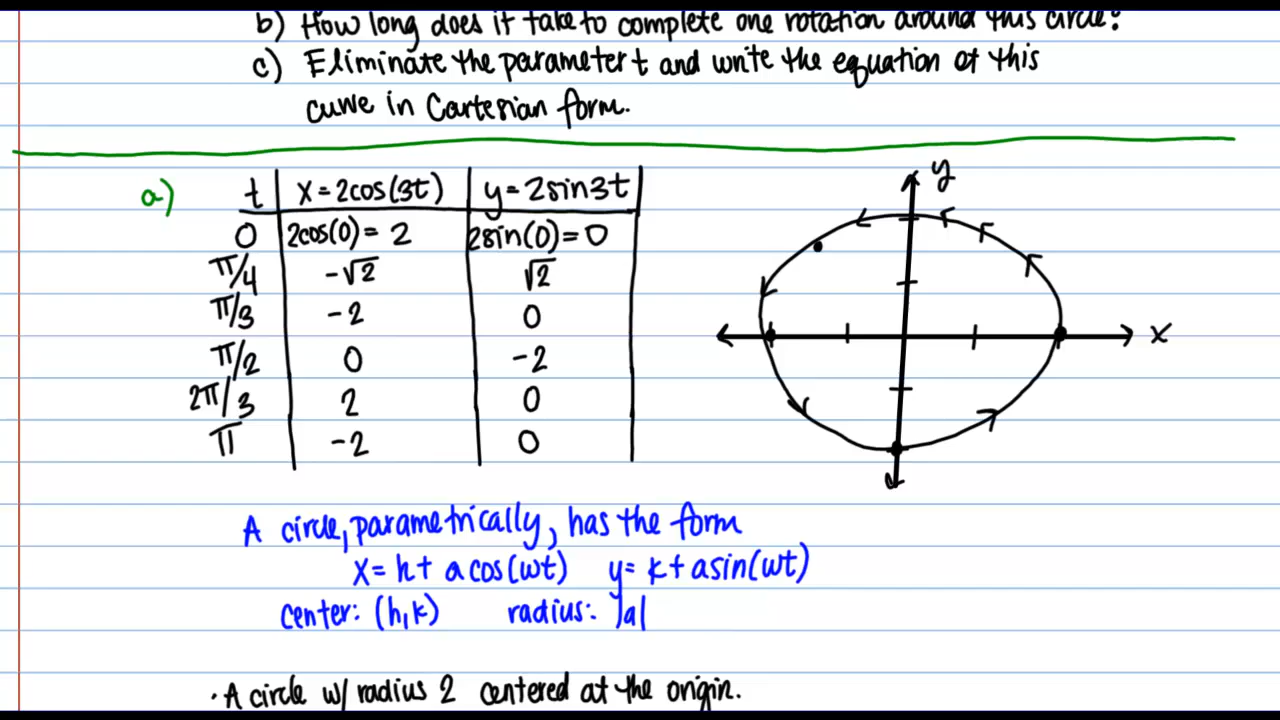 b) How long does it take to complete one rotation around this circle?
c) Eliminate the parameter t and write the equation of this
curve in Cartesian form.
a)
t x = 2cos(3t) y = 2sin3t
0 2cos(0) = 2 2sin(0) = 0
π/4 -√2 √2
π/3 -2 0
π/2 0 -2
2π/3 2 0
π -2 0
y
x
A circle, parametrically, has the form
x = h + a cos(wt) y = k + a sin(wt)
center: (h,k) radius: |a|
· A circle w/ radius 2 centered at the origin.